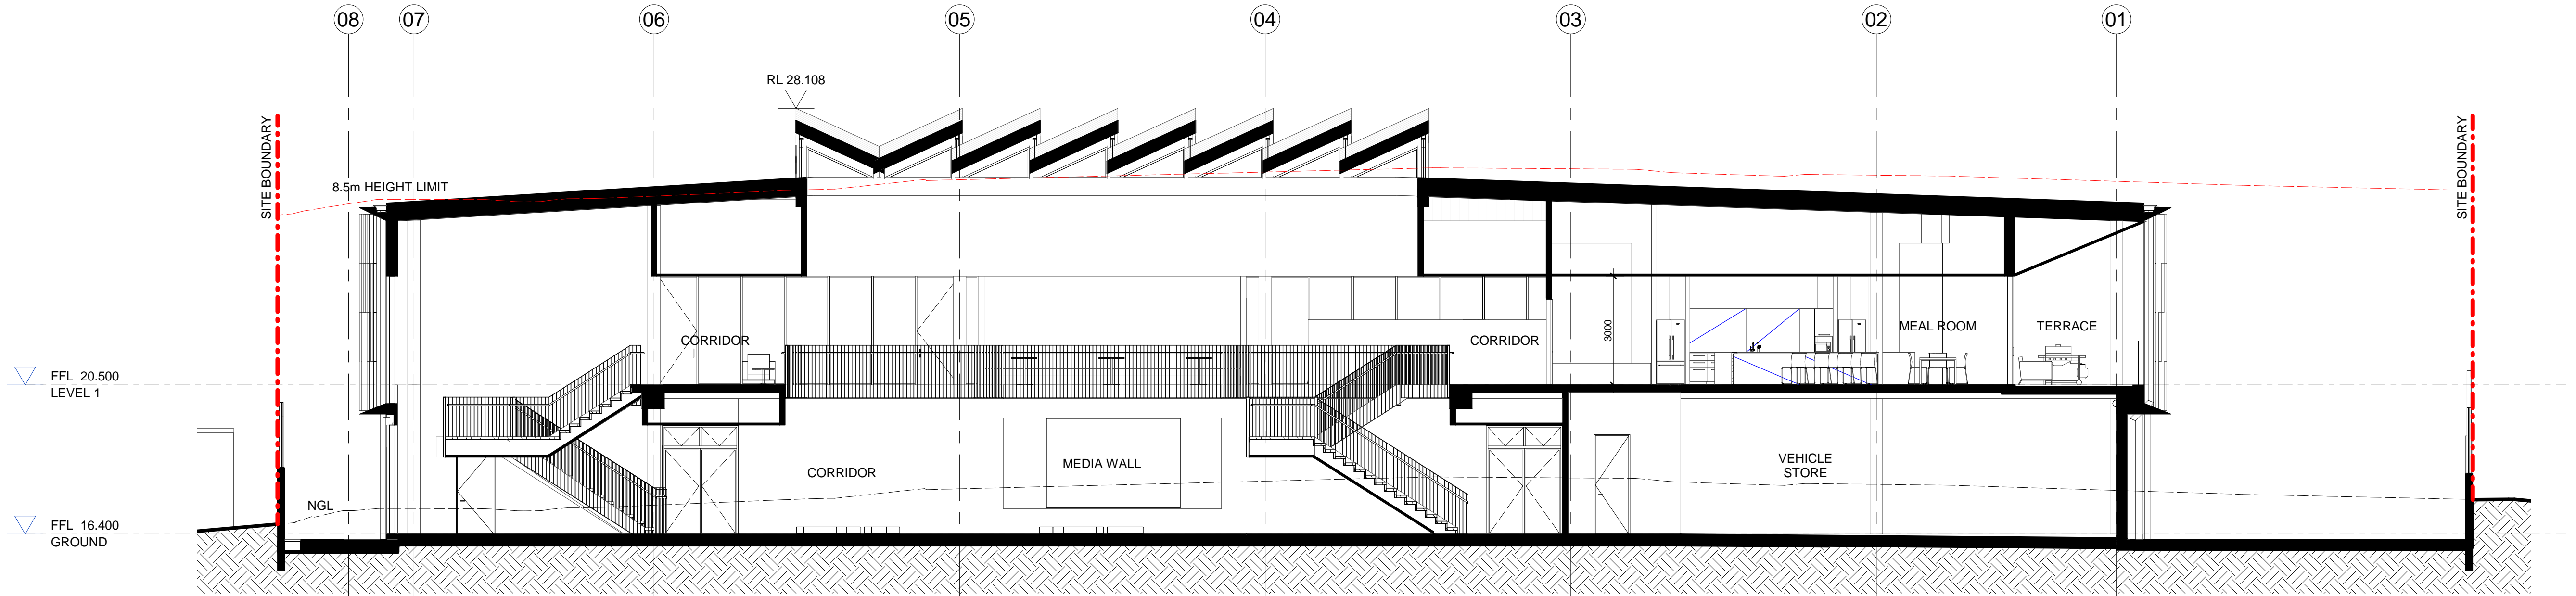 08
07
06
05
04
03
02
01
RL 28.108
SITE BOUNDARY
8.5m HEIGHT LIMIT
SITE BOUNDARY
CORRIDOR
CORRIDOR
3000
MEAL ROOM
TERRACE
FFL 20.500
LEVEL 1
CORRIDOR
MEDIA WALL
VEHICLE
STORE
NGL
FFL 16.400
GROUND